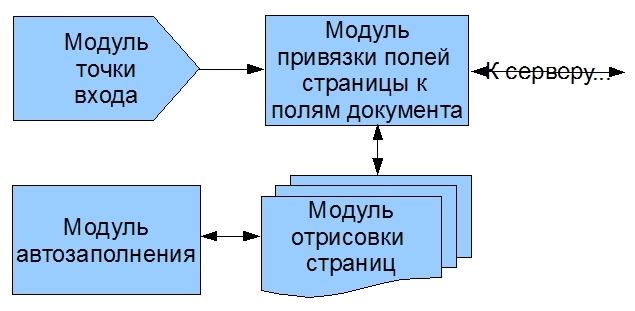 Модуль
точки
входа
Модуль
привязки полей
страницы к
полям документа
К серверу...
Модуль
автозаполнения
Модуль
отрисовки
страниц